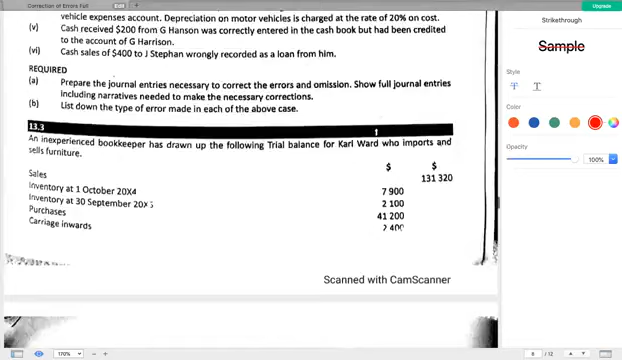 Correction of Errors Full
Edit
Upgrade
vehicle expenses account. Depreciation on motor vehicles is charged at the rate of 20% on cost.
(v) Cash received $200 from G Hanson was correctly entered in the cash book but had been credited
to the account of G Harrison.
(vi) Cash sales of $400 to J Stephan wrongly recorded as a loan from him.
REQUIRED
(a) Prepare the journal entries necessary to correct the errors and omission. Show full journal entries
including narratives needed to make the necessary corrections.
(b) List down the type of error made in each of the above case.
13.3
An inexperienced bookkeeper has drawn up the following Trial balance for Karl Ward who imports and
sells furniture.
$ $
Sales 131 320
Inventory at 1 October 20X4 7 900
Inventory at 30 September 20X5 2 100
Purchases 41 200
Carriage inwards 2 400
Scanned with CamScanner
Strikethrough
Sample
Style
T T
Color
Opacity
100%
170%
8 / 12